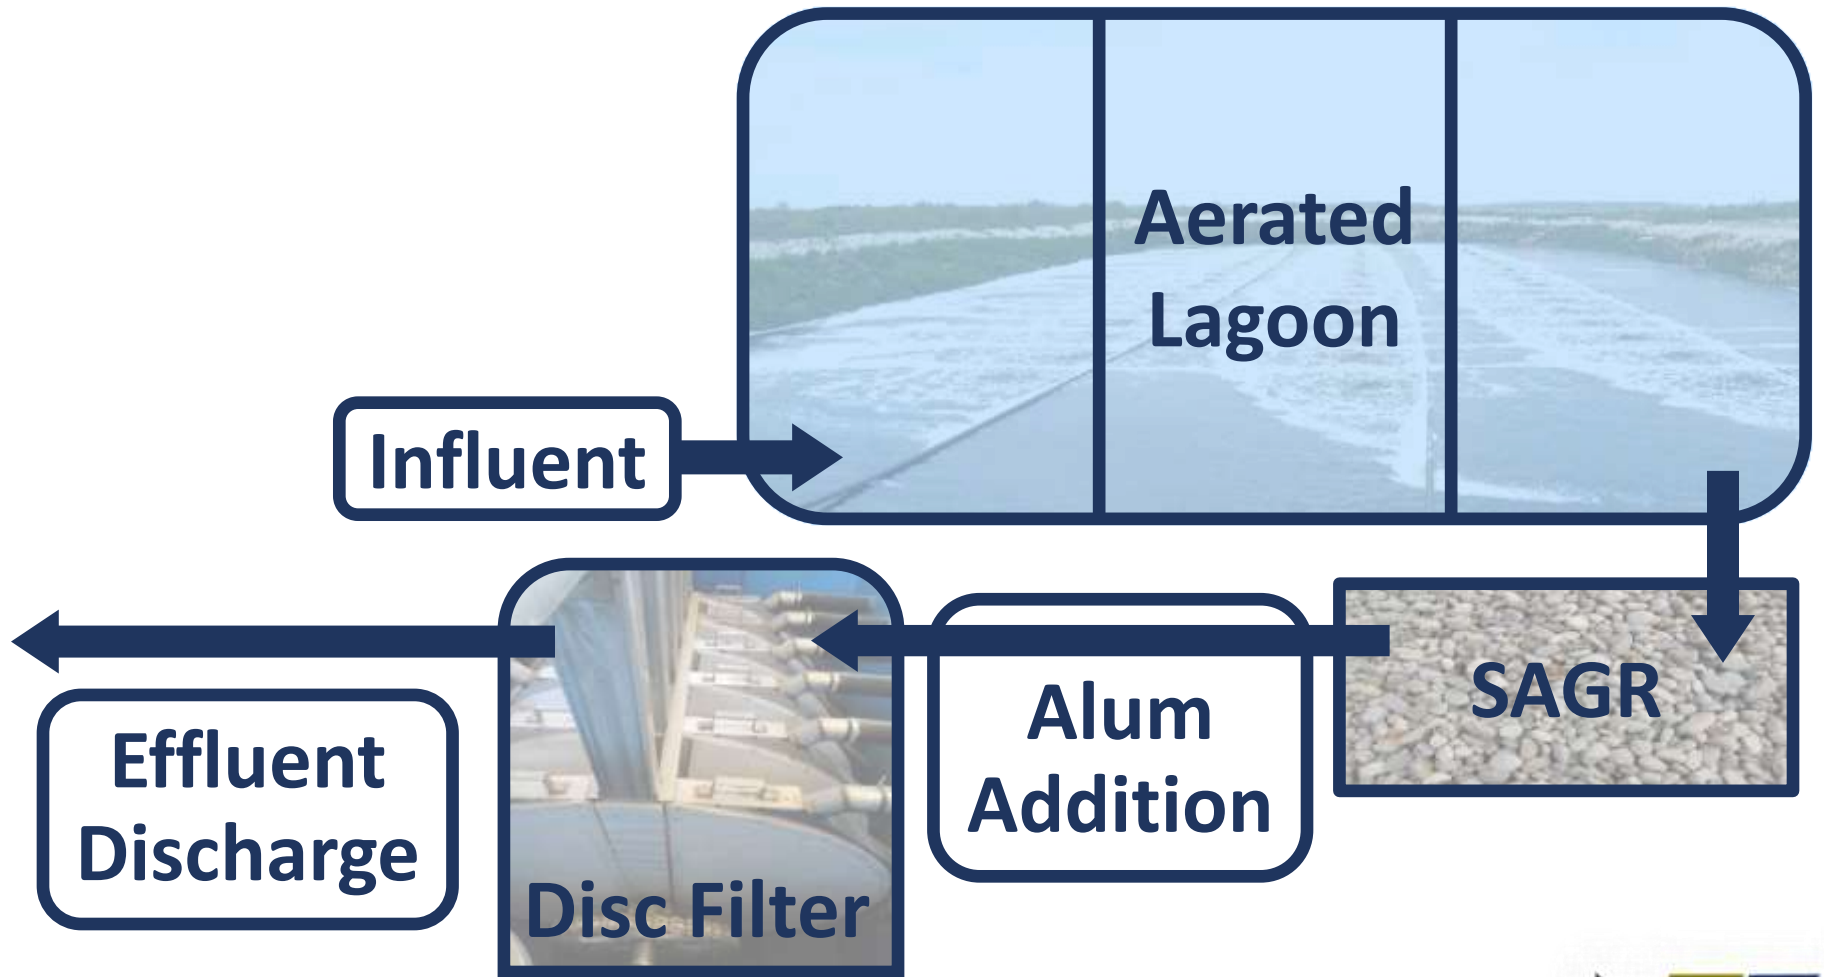 Aerated
Lagoon
Influent
SAGR
Alum
Addition
Effluent
Discharge
Disc Filter